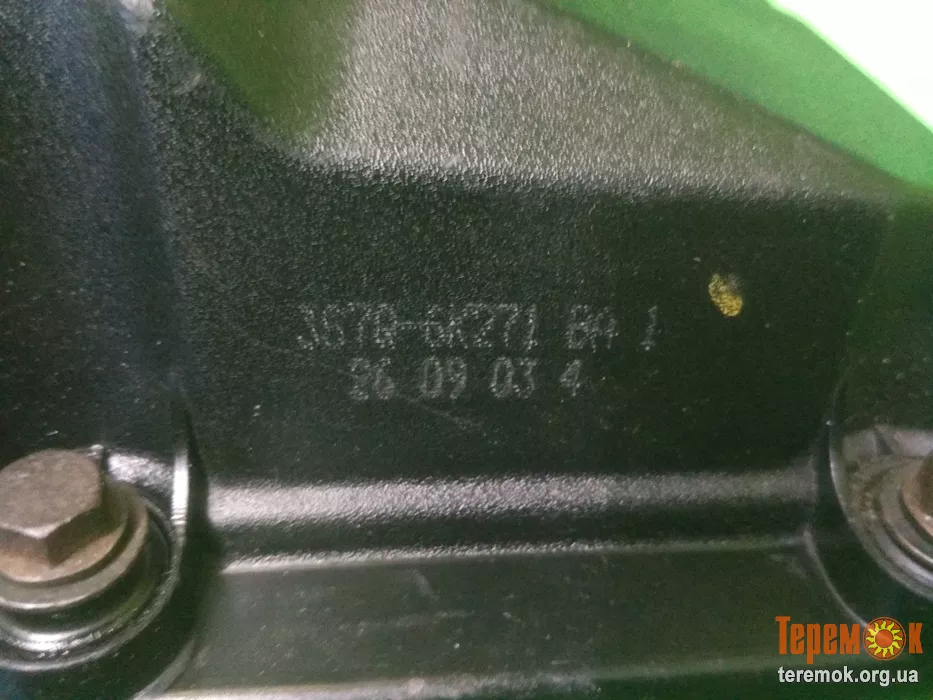 3S7Q-6K271 BA 1
26 09 03 4
Теремок
teremok.org.ua